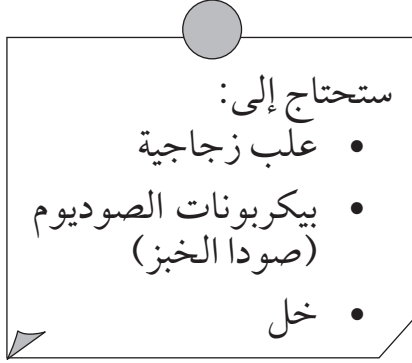 ستحتاج إلى:
• علب زجاجية
• بيكربونات الصوديوم
(صودا الخبز)
• خل